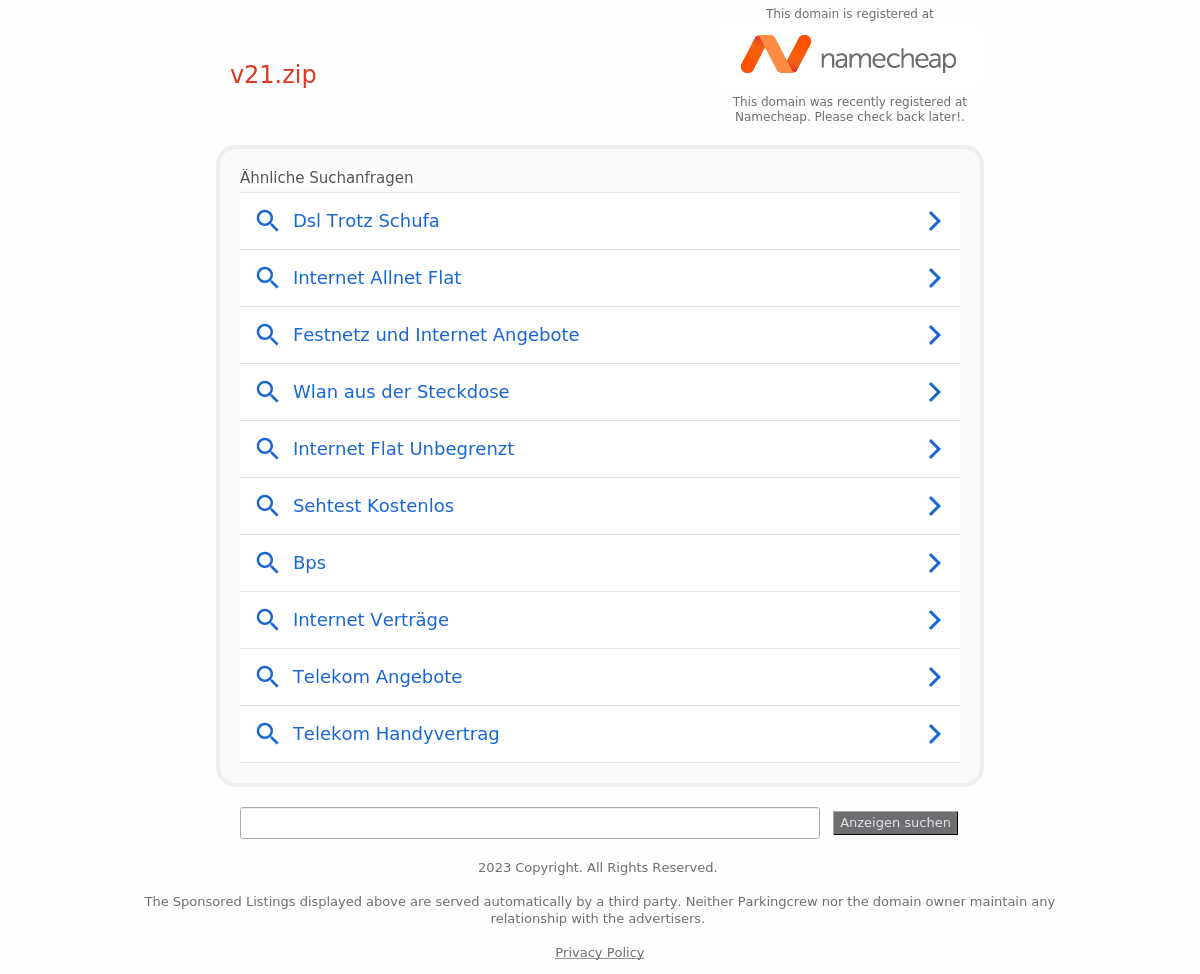 This domain is registered at
namecheap
v21.zip
This domain was recently registered at
Namecheap. Please check back later!.
Ähnliche Suchanfragen
Dsl Trotz Schufa
Internet Allnet Flat
Festnetz und Internet Angebote
Wlan aus der Steckdose
Internet Flat Unbegrenzt
Sehtest Kostenlos
Bps
Internet Verträge
Telekom Angebote
Telekom Handyvertrag
Anzeigen suchen
2023 Copyright. All Rights Reserved.
The Sponsored Listings displayed above are served automatically by a third party. Neither Parkingcrew nor the domain owner maintain any
relationship with the advertisers.
Privacy Policy